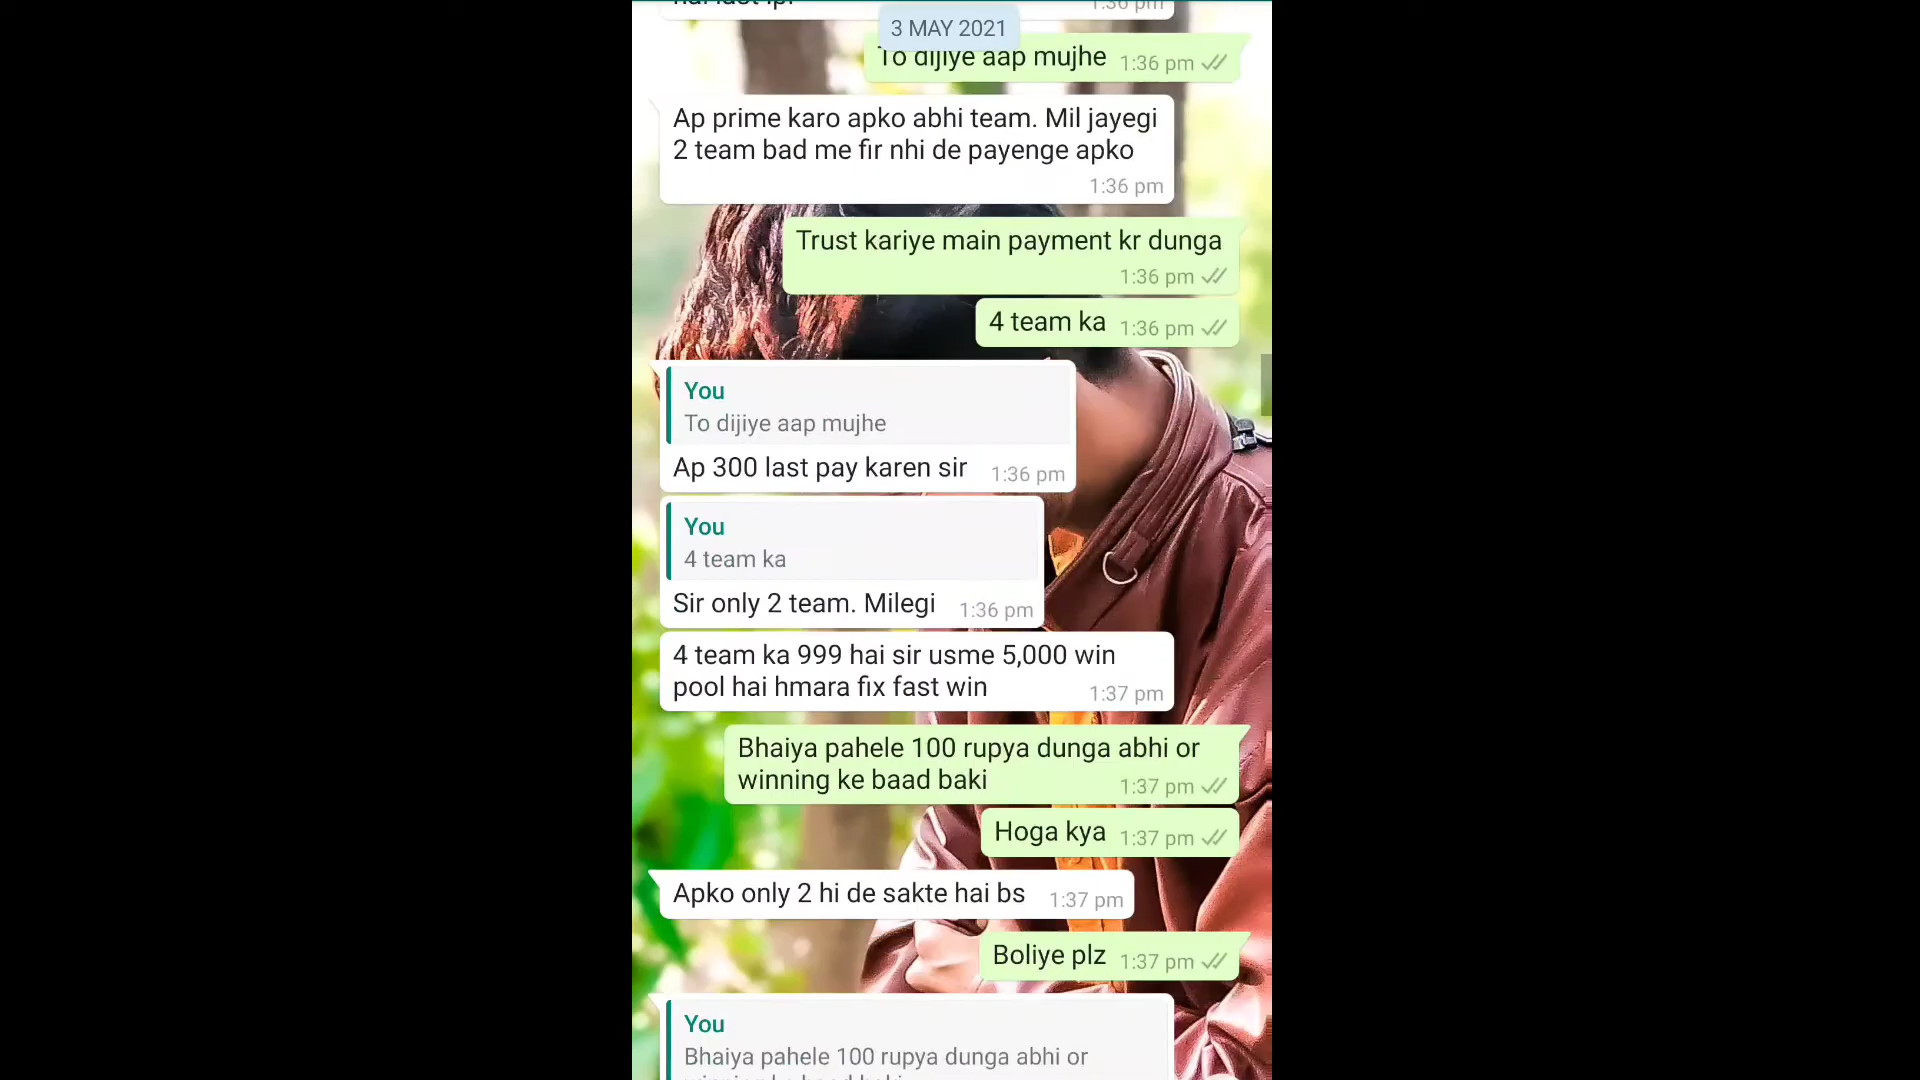 3 MAY 2021
To dijiye aap mujhe 1:36 pm
Ap prime karo apko abhi team. Mil jayegi
2 team bad me fir nhi de payenge apko
1:36 pm
Trust kariye main payment kr dunga
1:36 pm
4 team ka 1:36 pm
You
To dijiye aap mujhe
Ap 300 last pay karen sir 1:36 pm
You
4 team ka
Sir only 2 team. Milegi 1:36 pm
4 team ka 999 hai sir usme 5,000 win
pool hai hmara fix fast win 1:37 pm
Bhaiya pahele 100 rupya dunga abhi or
winning ke baad baki 1:37 pm
Hoga kya 1:37 pm
Apko only 2 hi de sakte hai bs 1:37 pm
Boliye plz 1:37 pm
You
Bhaiya pahele 100 rupya dunga abhi or